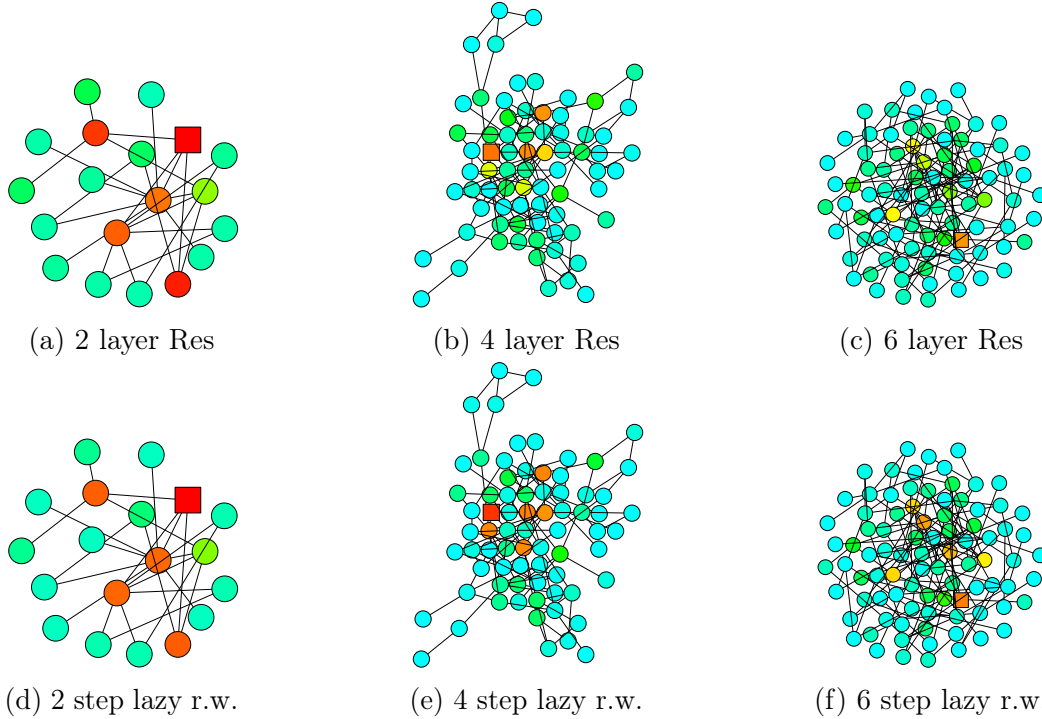 (a) 2 layer Res
(b) 4 layer Res
(c) 6 layer Res
(d) 2 step lazy r.w.
(e) 4 step lazy r.w.
(f) 6 step lazy r.w